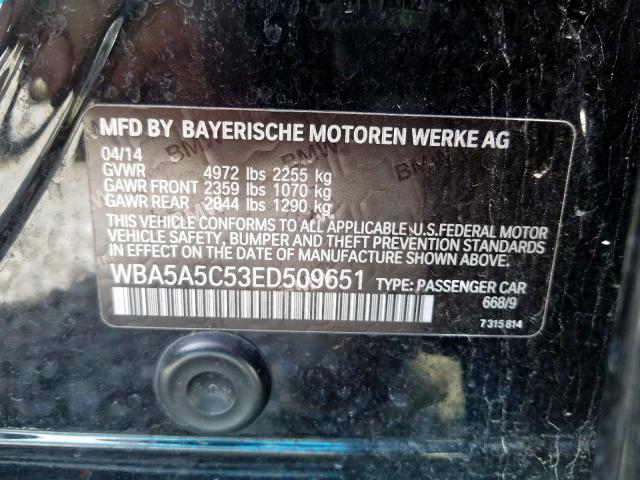 MFD BY BAYERISCHE MOTOREN WERKE AG
04/14
GVWR 4972 lbs 2255 kg
GAWR FRONT 2359 lbs 1070 kg
GAWR REAR 2844 lbs 1290 kg
THIS VEHICLE CONFORMS TO ALL APPLICABLE U.S.FEDERAL MOTOR
VEHICLE SAFETY, BUMPER AND THEFT PREVENTION STANDARDS
IN EFFECT ON THE DATE OF MANUFACTURE SHOWN ABOVE.
WBA5A5C53ED509651 TYPE: PASSENGER CAR
668/9
7 315 814